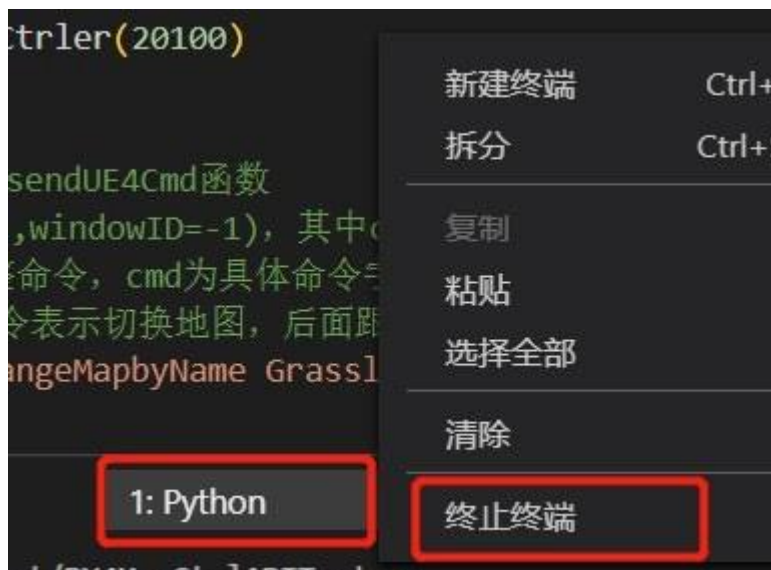 Ctrler(20100)
新建终端 Ctrl+
拆分 Ctrl+
sendUE4Cmd函数
,windowID=-1), 其中
复制
整命令, cmd为具体命令字
粘贴
令表示切换地图, 后面跟
选择全部
angeMapbyName Grassl
清除
1: Python
终止终端